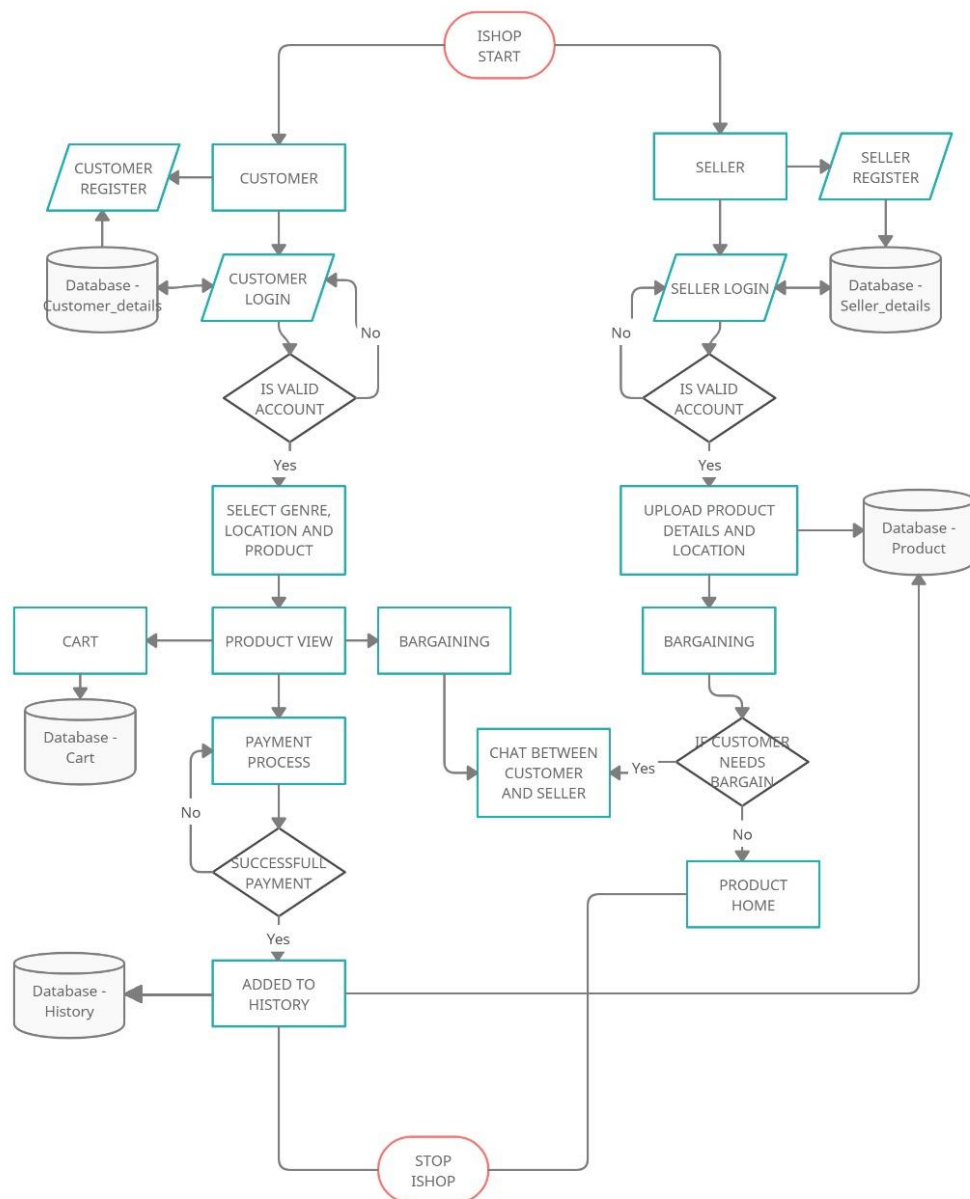 ISHOP
START
CUSTOMER
REGISTER
CUSTOMER
SELLER
SELLER
REGISTER
Database -
Customer_details
CUSTOMER
LOGIN
No
SELLER LOGIN
No
Database -
Seller_details
IS VALID
ACCOUNT
IS VALID
ACCOUNT
Yes
Yes
SELECT GENRE,
LOCATION AND
PRODUCT
UPLOAD PRODUCT
DETAILS AND
LOCATION
Database -
Product
CART
PRODUCT VIEW
BARGAINING
BARGAINING
Database -
Cart
PAYMENT
PROCESS
No
CHAT BETWEEN
CUSTOMER
AND SELLER
Yes
IF CUSTOMER
NEEDS
BARGAIN
No
SUCCESSFULL
PAYMENT
Yes
PRODUCT
HOME
Database -
History
ADDED TO
HISTORY
STOP
ISHOP